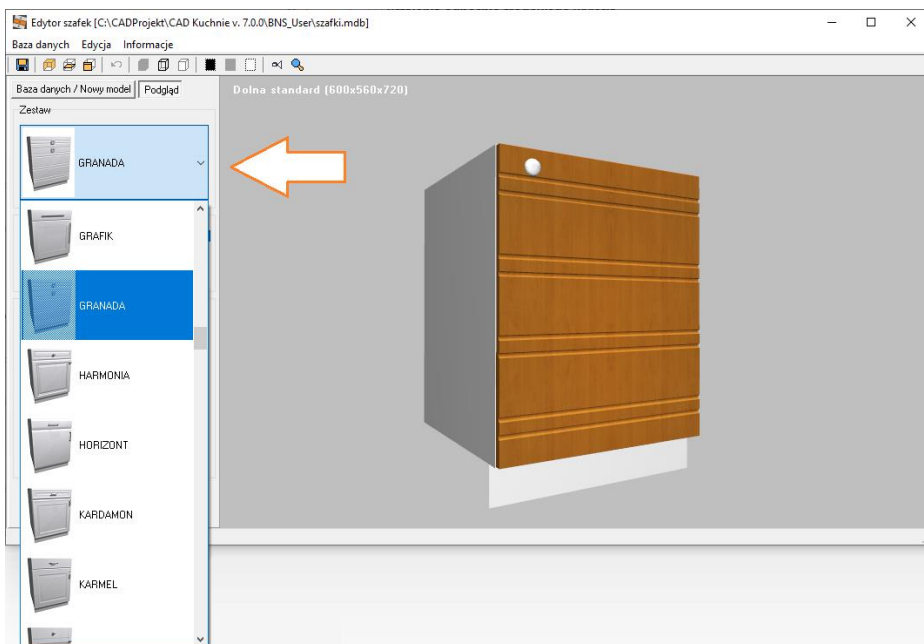 Edytor szafek [C:\CADProjekt\CAD Kuchnie v. 7.0.0\BNS_User\szafki.mdb]
Baza danych Edycja Informacje
Baza danych / Nowy model Podgląd
Dolna standard (600x560x720)
Zestaw
GRANADA
GRAFIK
GRANADA
HARMONIA
HORIZONT
KARDAMON
KARMEL